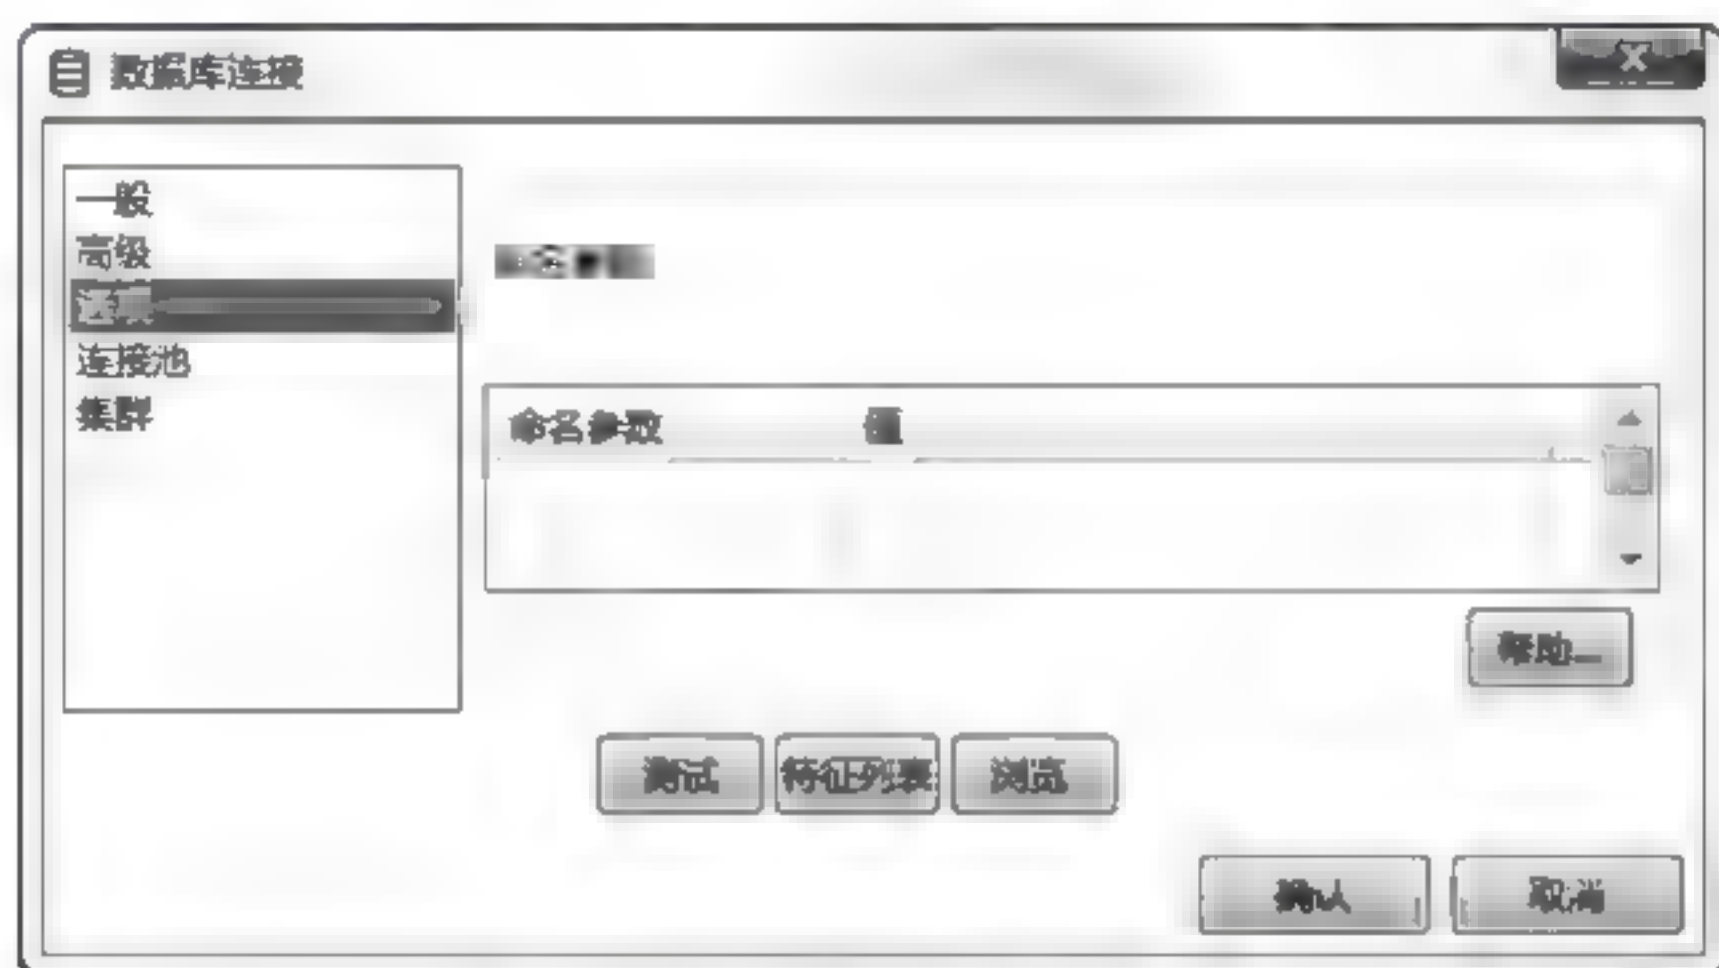 数据库连接
一般
高级
选项
连接池
集群
命名参数 值
帮助...
测试 特征列表 浏览
确认 取消